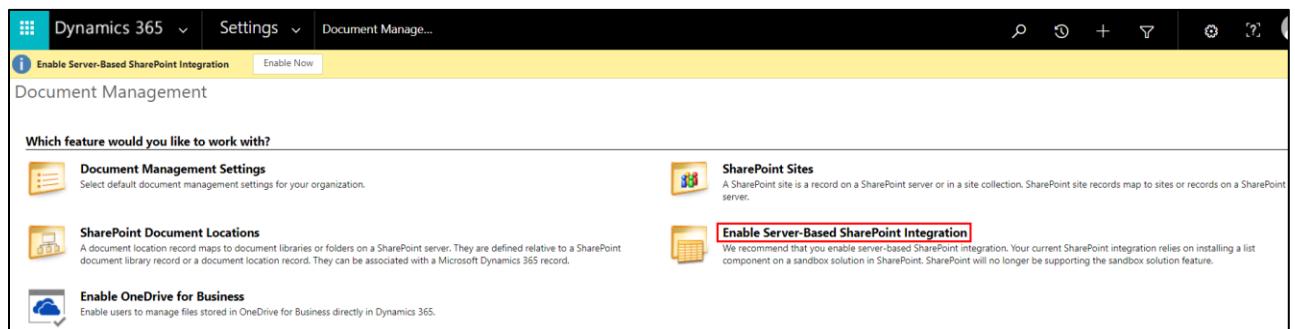 Dynamics 365 Settings Document Manage...
Enable Server-Based SharePoint Integration Enable Now
Document Management
Which feature would you like to work with?
Document Management Settings
Select default document management settings for your organization.
SharePoint Sites
A SharePoint site is a record on a SharePoint server or in a site collection. SharePoint site records map to sites or records on a SharePoint
server.
SharePoint Document Locations
A document location record maps to document libraries or folders on a SharePoint server. They are defined relative to a SharePoint
document library record or a document location record. They can be associated with a Microsoft Dynamics 365 record.
Enable Server-Based SharePoint Integration
We recommend that you enable server-based SharePoint integration. Your current SharePoint integration relies on installing a list
component on a sandbox solution in SharePoint. SharePoint will no longer be supporting the sandbox solution feature.
Enable OneDrive for Business
Enable users to manage files stored in OneDrive for Business directly in Dynamics 365.